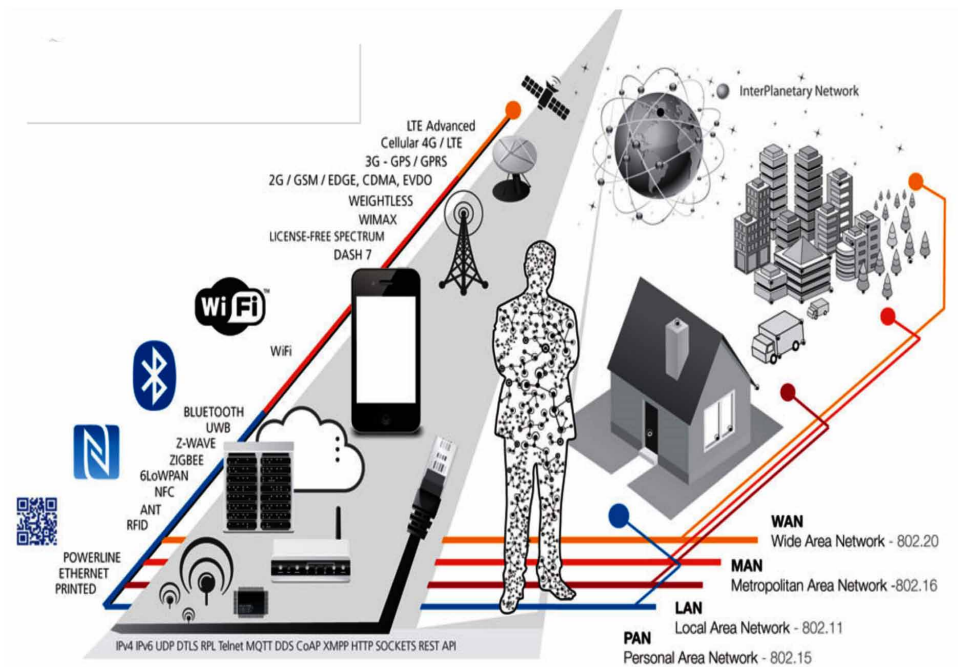 InterPlanetary Network
LTE Advanced
Cellular 4G / LTE
3G - GPS / GPRS
2G / GSM / EDGE, CDMA, EVDO
WEIGHTLESS
WIMAX
LICENSE-FREE SPECTRUM
DASH 7
WiFi
WiFi
BLUETOOTH
UWB
Z-WAVE
ZIGBEE
6LoWPAN
NFC
ANT
RFID
POWERLINE
ETHERNET
PRINTED
WAN
Wide Area Network - 802.20
MAN
Metropolitan Area Network -802.16
LAN
Local Area Network - 802.11
PAN
Personal Area Network - 802.15
IPv4 IPv6 UDP DTLS RPL Telnet MQTT DDS CoAP XMPP HTTP SOCKETS REST API